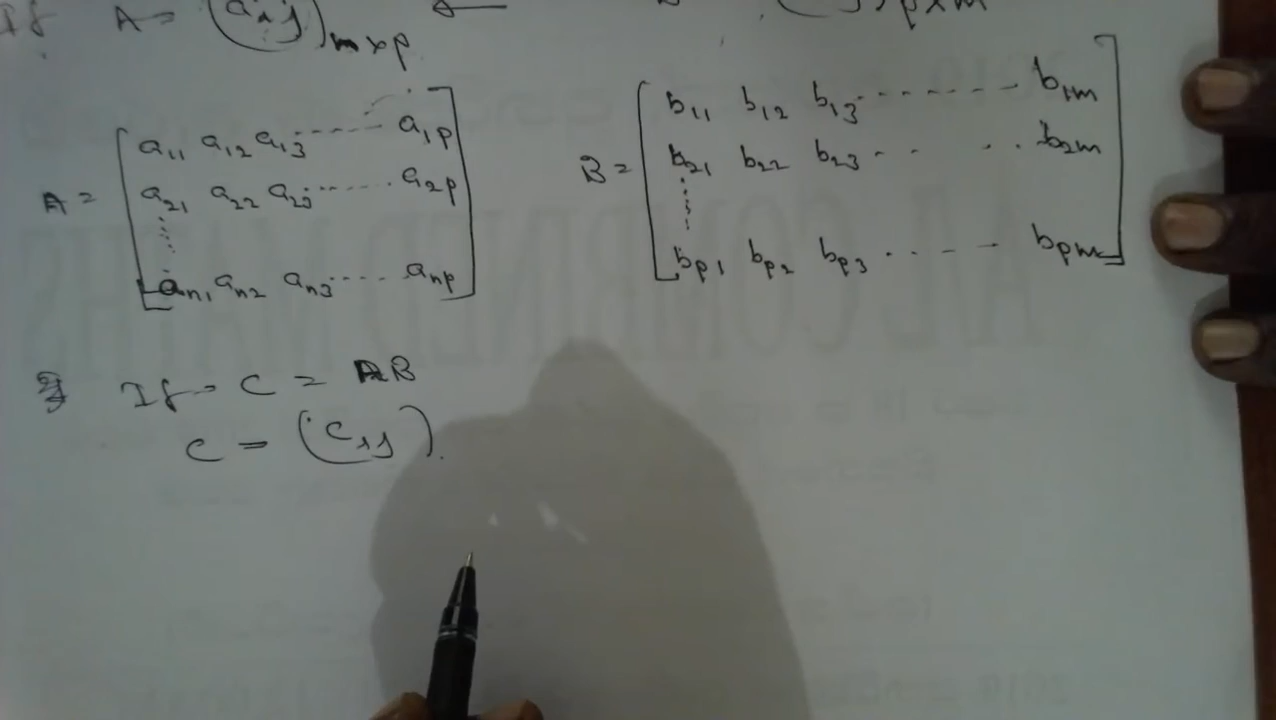 If A = (aij)n×p & B = (bij)p×m
A = [ a11 a12 a13 ------ a1p
a21 a22 a23 ...... a2p
⋮
an1 an2 an3 ...... anp ]
B = [ b11 b12 b13 ------- b1m
b21 b22 b23 .. ... b2m
⋮
bp1 bp2 bp3 ....... bpm ]
If C = AB
C = (cij)